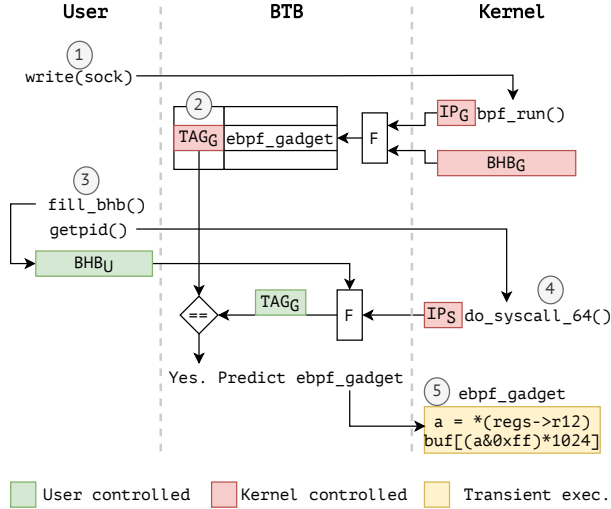 User BTB Kernel
1
write(sock)
2
IPG bpf_run()
TAGG ebpf_gadget F
BHBG
3
fill_bhb()
getpid()
BHBU
4
TAGG
== F IPS do_syscall_64()
Yes. Predict ebpf_gadget
5 ebpf_gadget
a = *(regs->r12)
buf[(a&0xff)*1024]
User controlled Kernel controlled Transient exec.